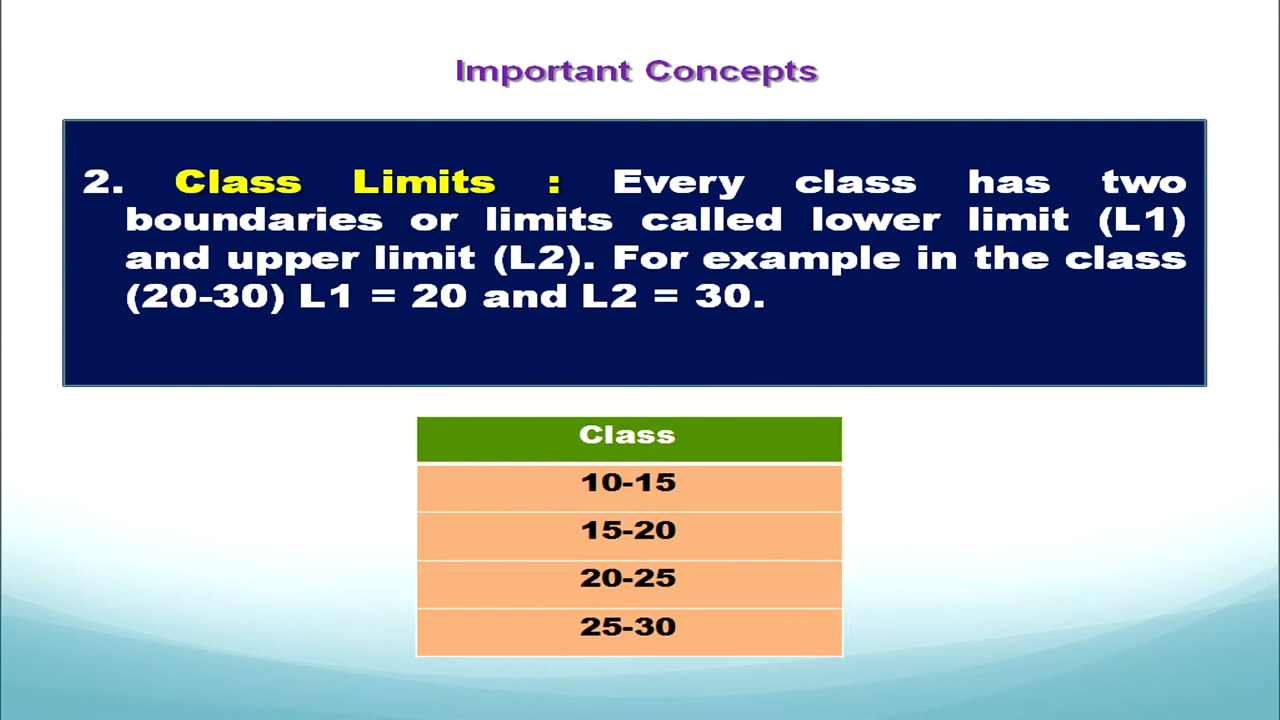 Important Concepts
2. Class Limits : Every class has two
boundaries or limits called lower limit (L1)
and upper limit (L2). For example in the class
(20-30) L1 = 20 and L2 = 30.
Class
10-15
15-20
20-25
25-30